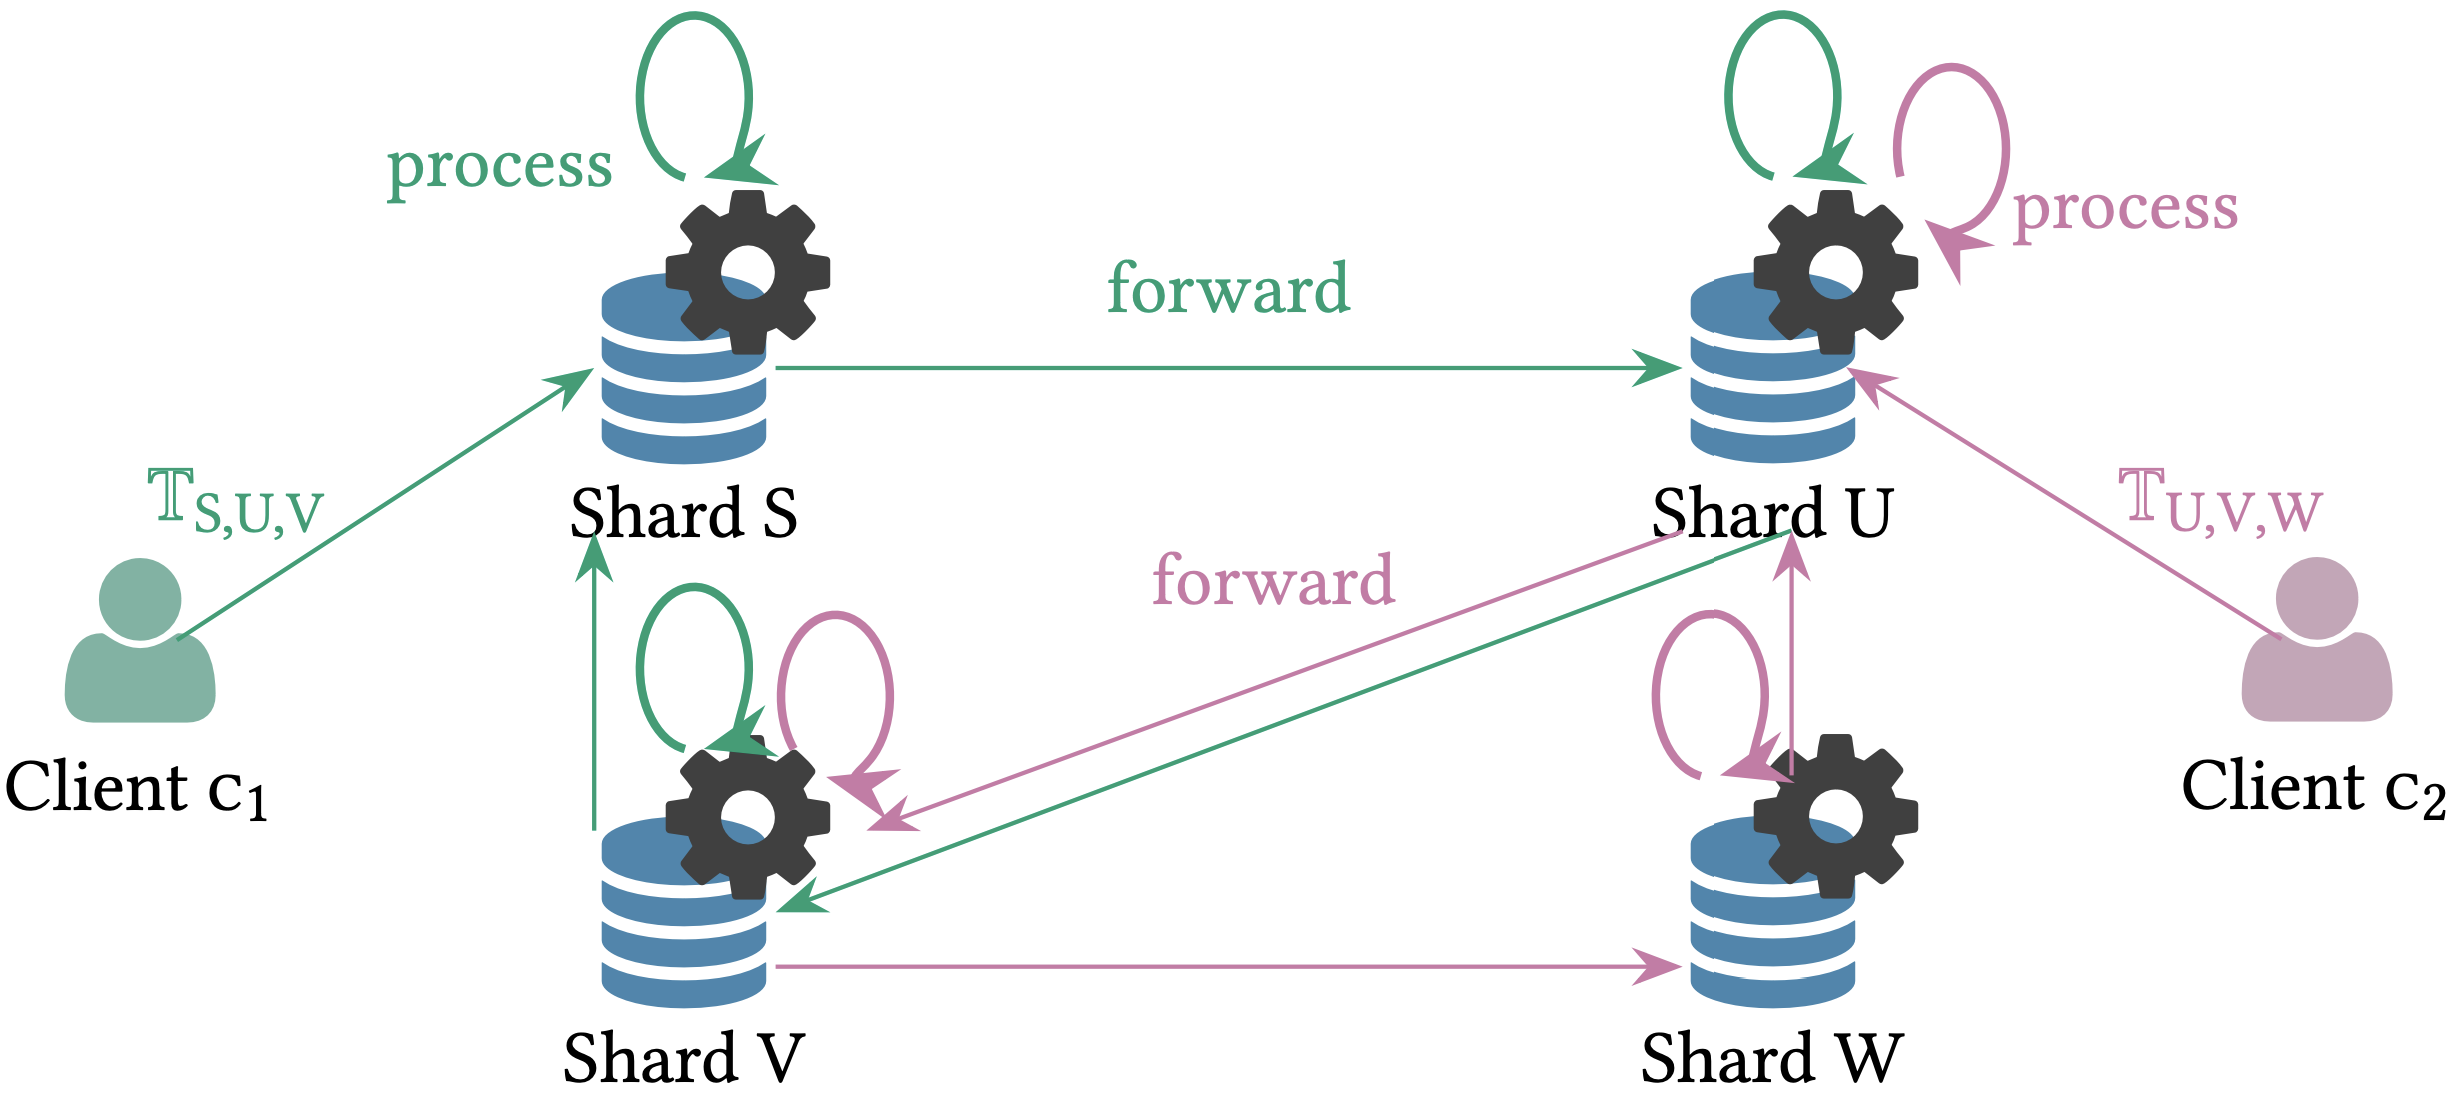 process
process
forward
𝕋S,U,V
Shard S
Shard U
𝕋U,V,W
forward
Client c1
Client c2
Shard V
Shard W